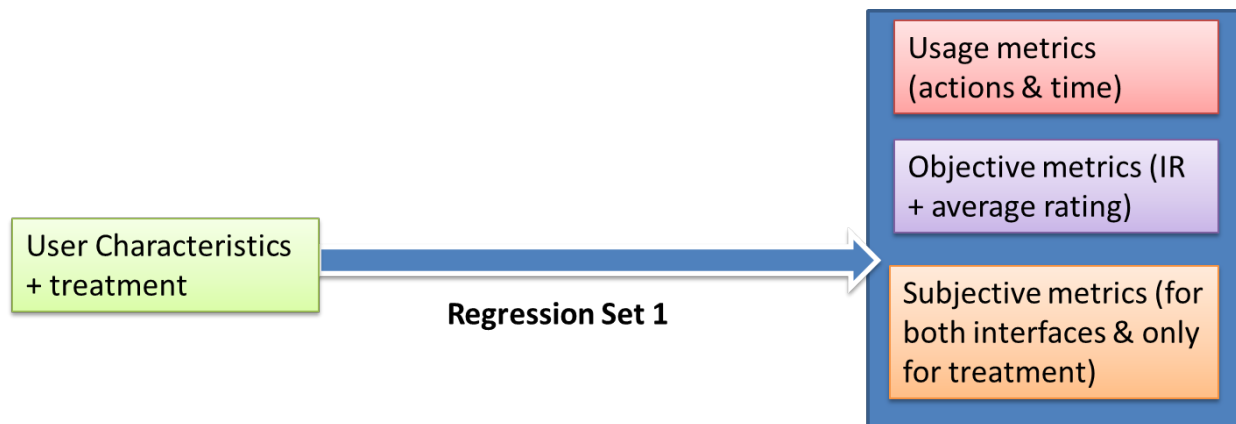 User Characteristics
+ treatment
Regression Set 1
Usage metrics
(actions & time)
Objective metrics (IR
+ average rating)
Subjective metrics (for
both interfaces & only
for treatment)